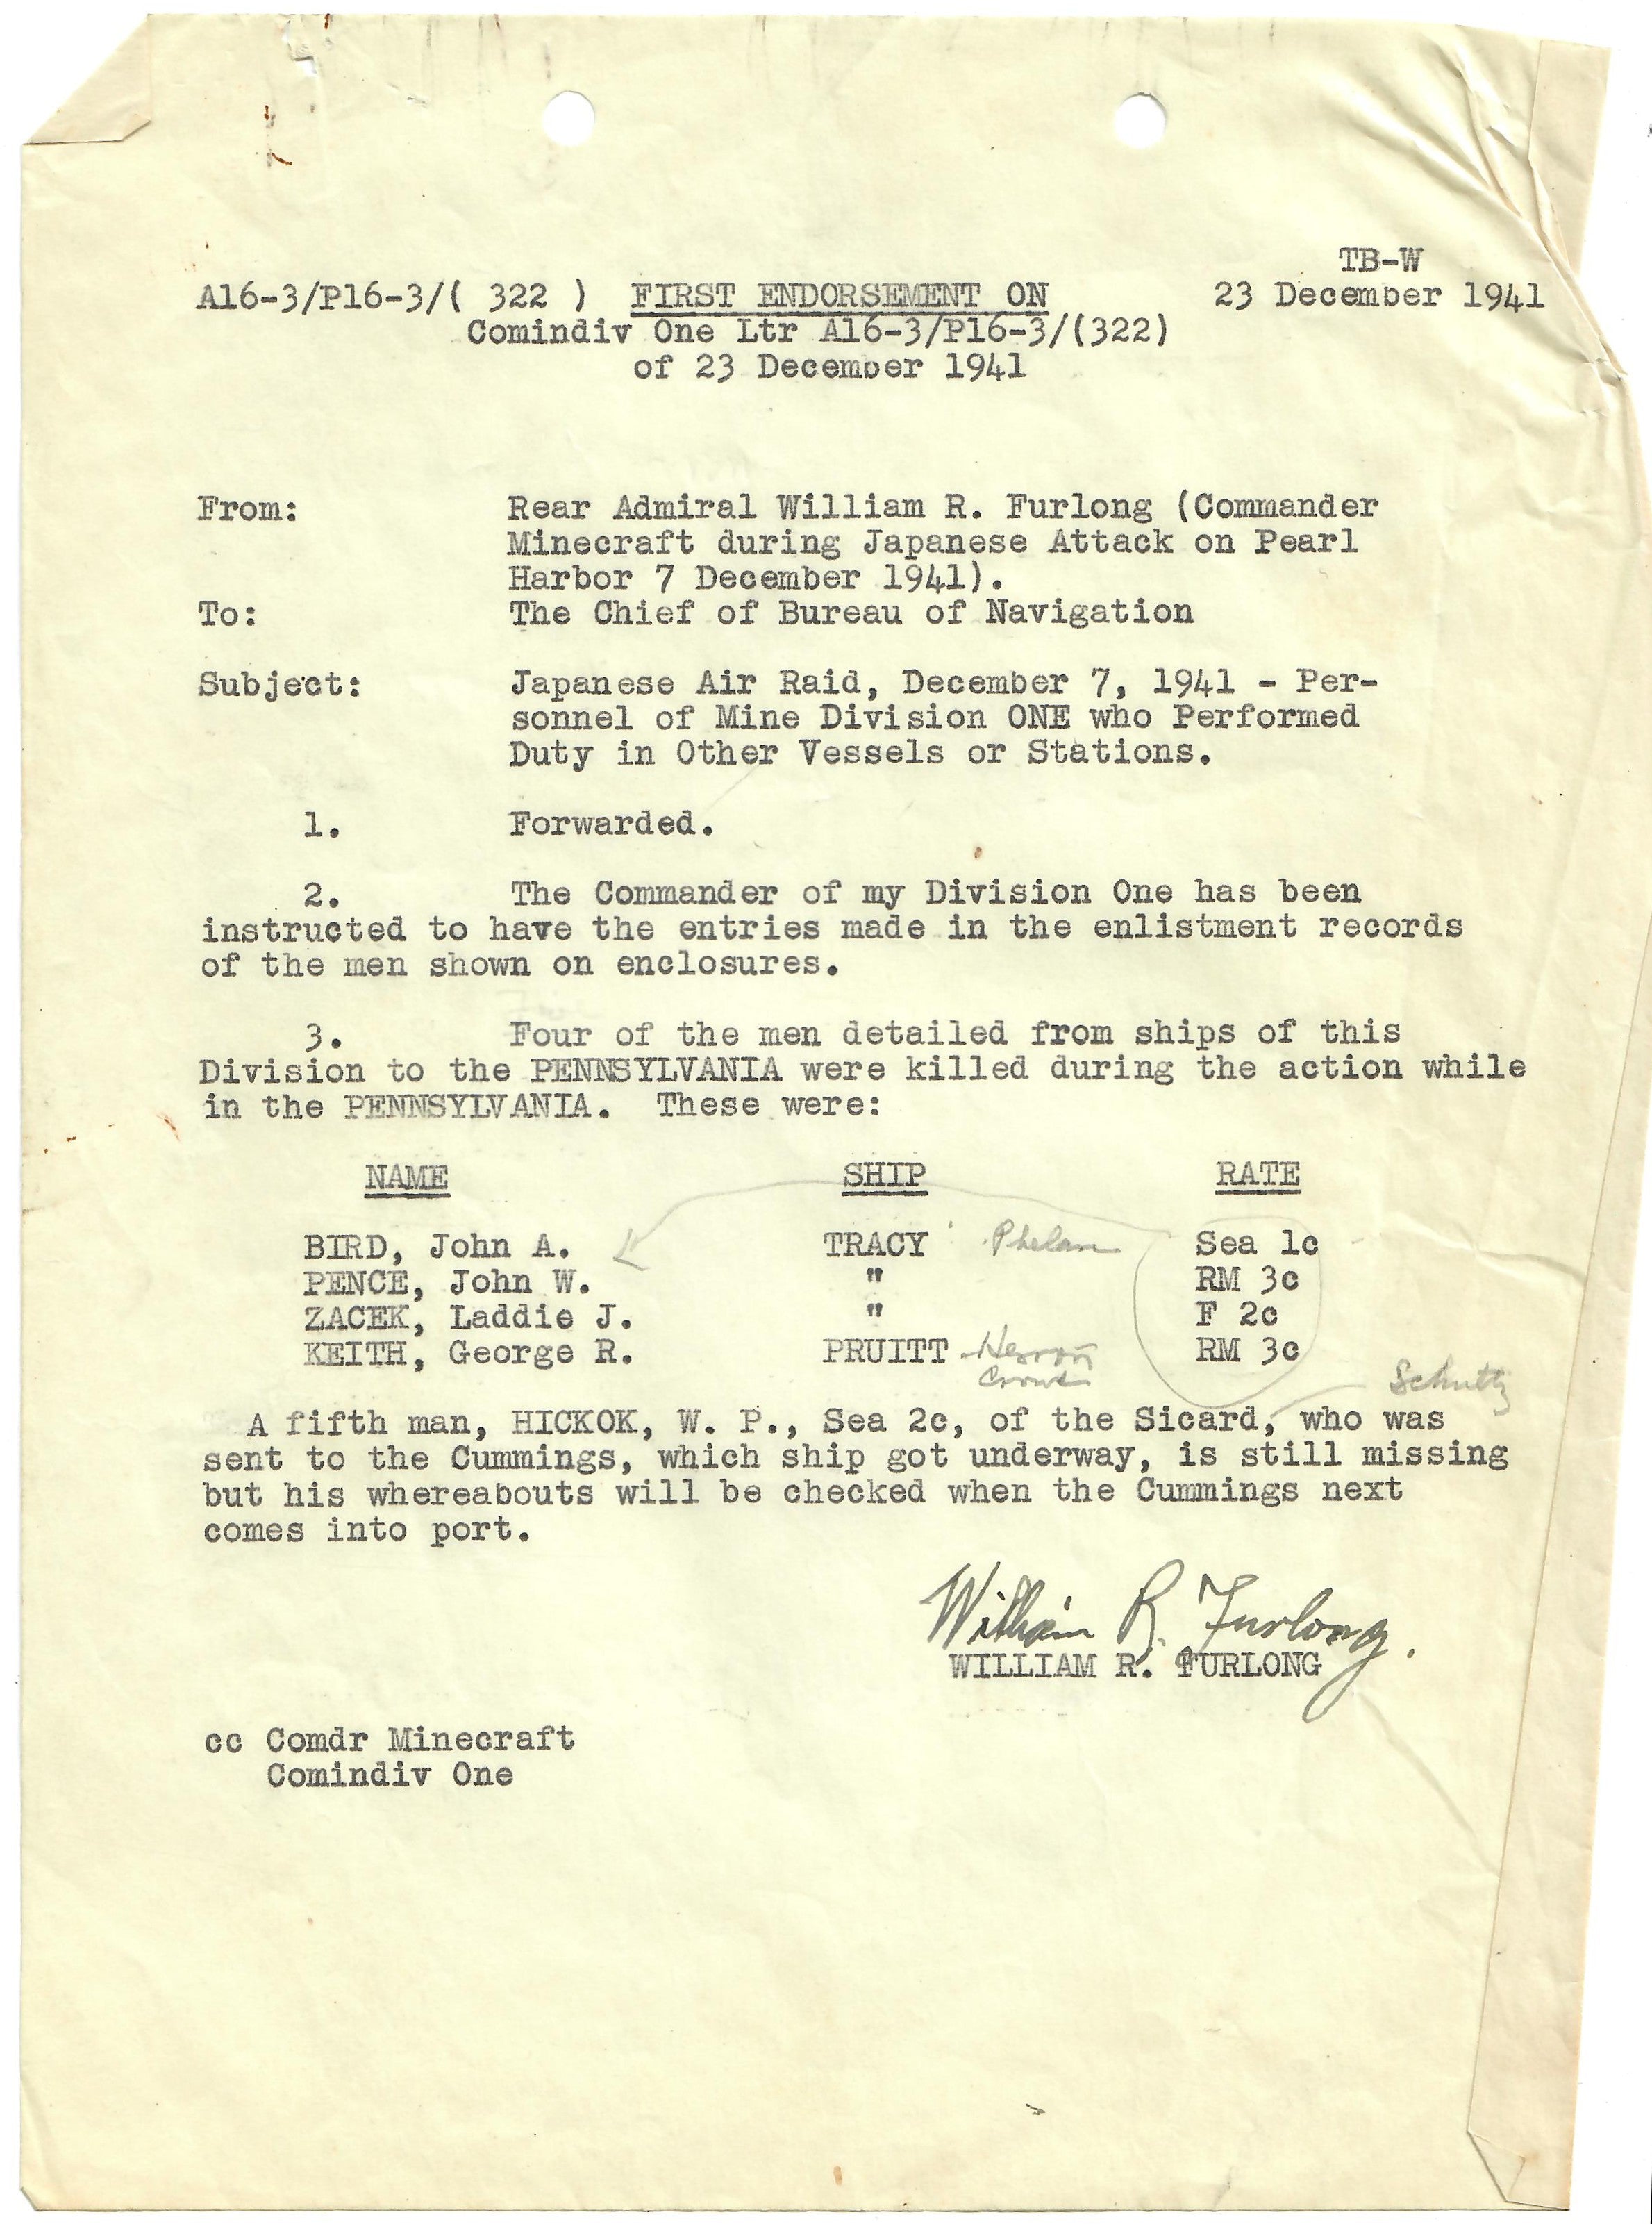 TB-W
A16-3/P16-3/( 322 ) FIRST ENDORSEMENT ON 23 December 1941
Comindiv One Ltr A16-3/P16-3/(322)
of 23 December 1941
From: Rear Admiral William R. Furlong (Commander
Minecraft during Japanese Attack on Pearl
Harbor 7 December 1941).
To: The Chief of Bureau of Navigation
Subject: Japanese Air Raid, December 7, 1941 - Per-
sonnel of Mine Division ONE who Performed
Duty in Other Vessels or Stations.
1. Forwarded.
2. The Commander of my Division One has been
instructed to have the entries made in the enlistment records
of the men shown on enclosures.
3. Four of the men detailed from ships of this
Division to the PENNSYLVANIA were killed during the action while
in the PENNSYLVANIA. These were:
NAME SHIP RATE
BIRD, John A. TRACY Phelan Sea 1c
PENCE, John W. " RM 3c
ZACEK, Laddie J. " F 2c
KEITH, George R. PRUITT Herron RM 3c
Schultz
A fifth man, HICKOK, W. P., Sea 2c, of the Sicard, who was
sent to the Cummings, which ship got underway, is still missing
but his whereabouts will be checked when the Cummings next
comes into port.
William R. Furlong.
WILLIAM R. FURLONG
cc Comdr Minecraft
Comindiv One